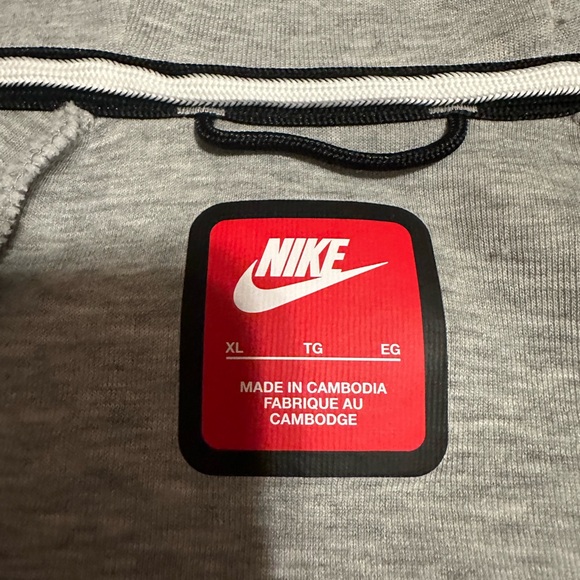 NIKE
XL TG EG
MADE IN CAMBODIA
FABRIQUE AU
CAMBODGE